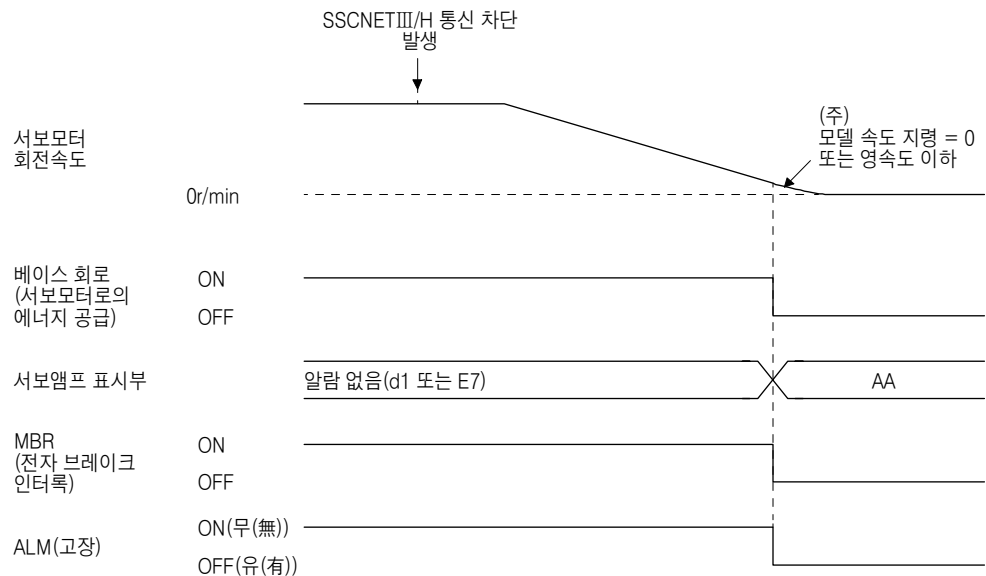 SSCNETⅢ/H 통신 차단
발생
(주)
모델 속도 지령 = 0
또는 영속도 이하
서보모터
회전속도
0r/min
베이스 회로
(서보모터로의
에너지 공급)
ON
OFF
서보앰프 표시부
알람 없음(d1 또는 E7)
AA
MBR
(전자 브레이크
인터록)
ON
OFF
ALM(고장)
ON(무(無))
OFF(유(有))